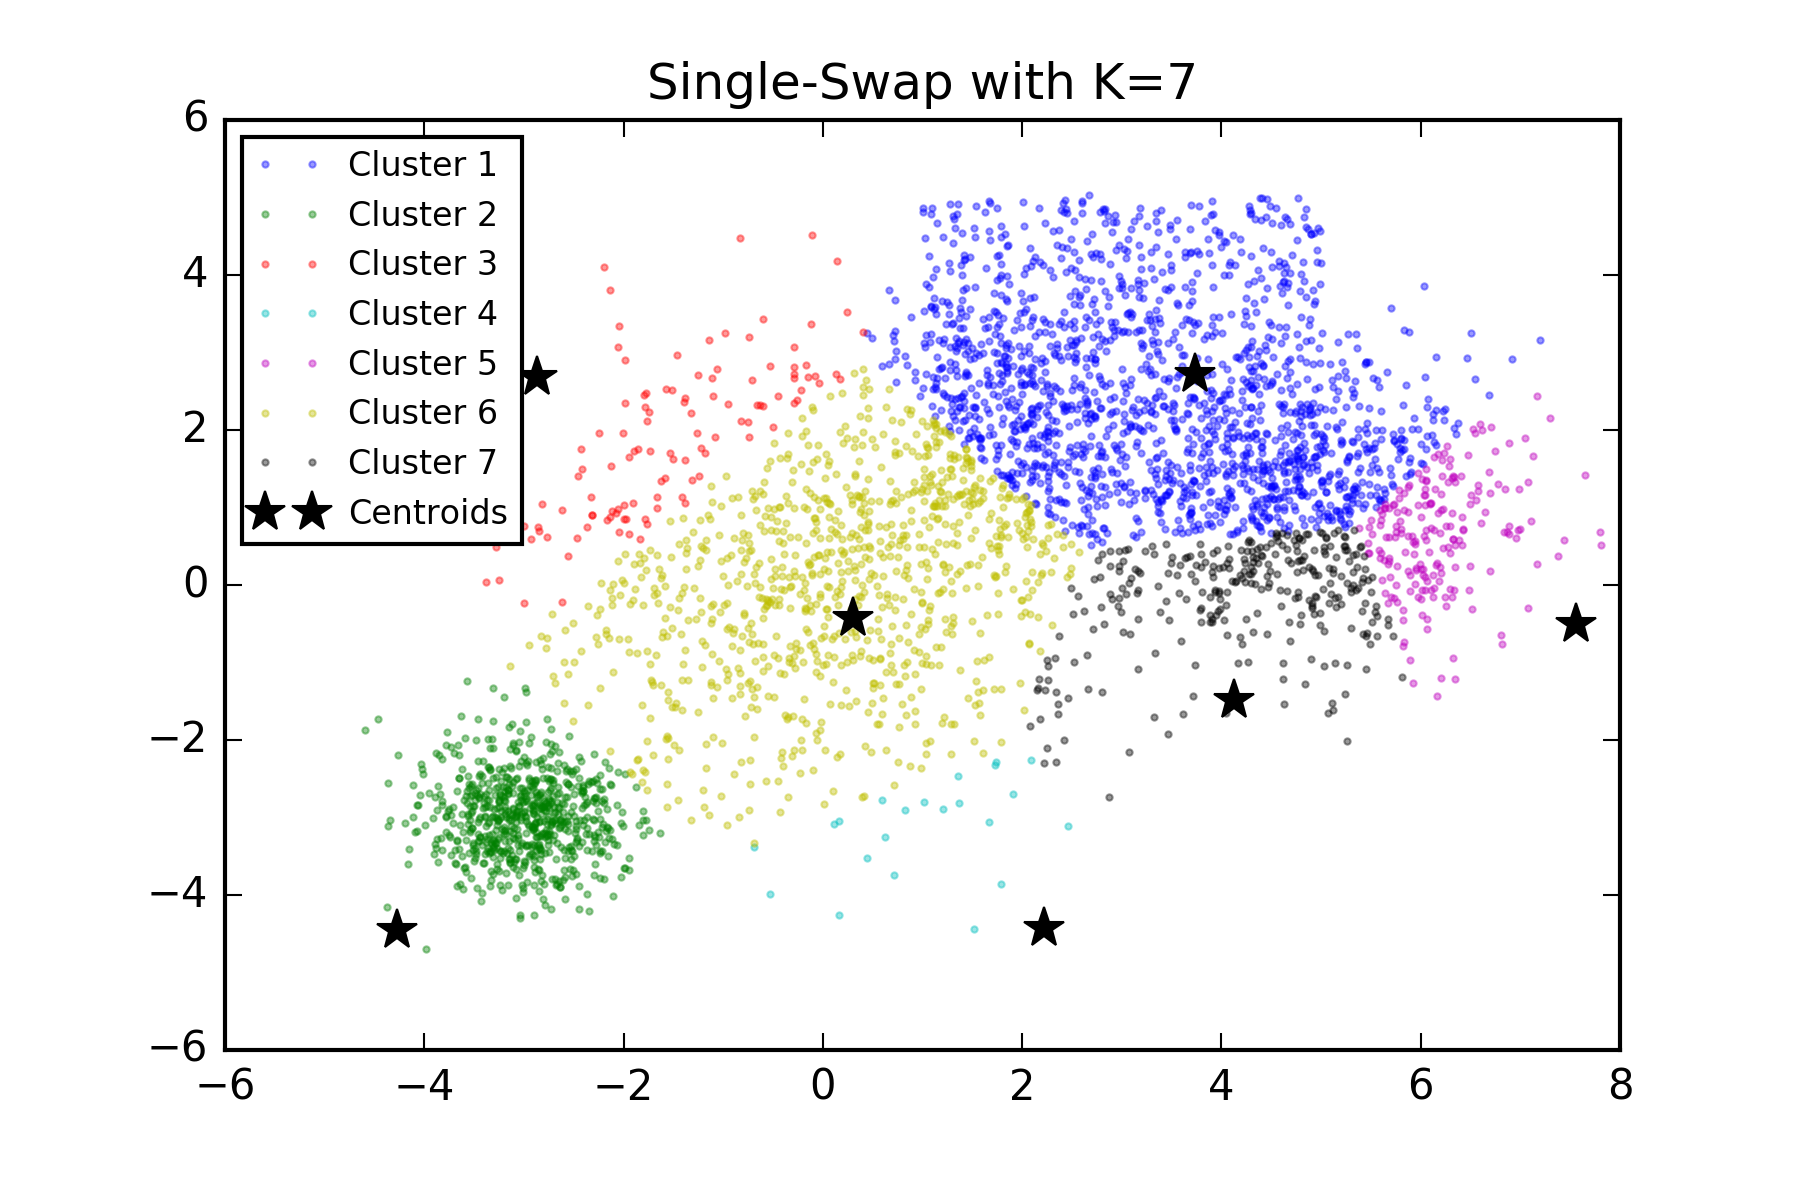 Single-Swap with K=7
6
4
2
0
−2
−4
−6
Cluster 1
Cluster 2
Cluster 3
Cluster 4
Cluster 5
Cluster 6
Cluster 7
Centroids
−6 −4 −2 0 2 4 6 8